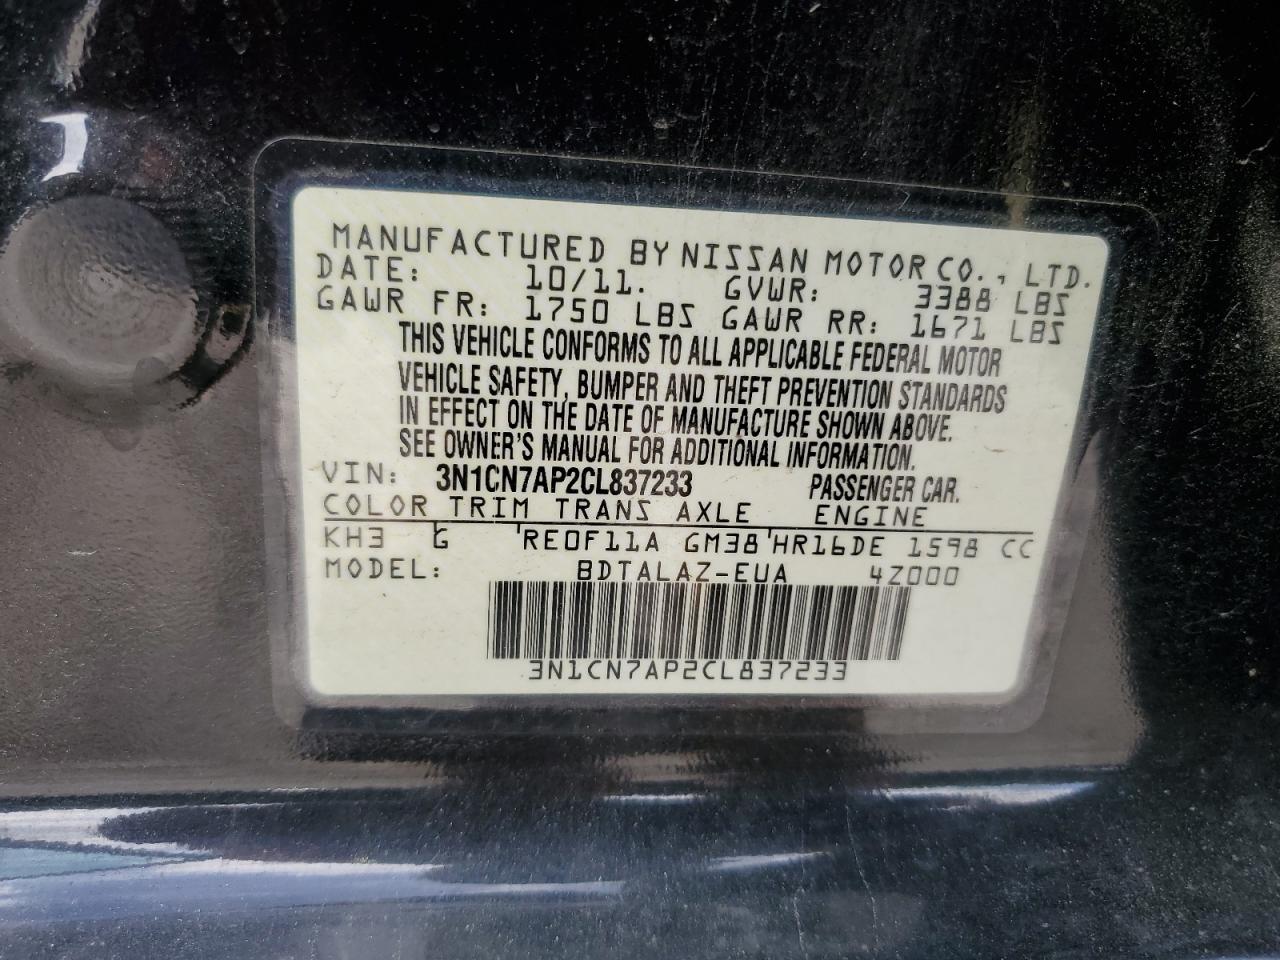 MANUFACTURED BY NISSAN MOTOR CO., LTD.
DATE: 10/11. GVWR: 3388 LBS
GAWR FR: 1750 LBS GAWR RR: 1671 LBS
THIS VEHICLE CONFORMS TO ALL APPLICABLE FEDERAL MOTOR
VEHICLE SAFETY, BUMPER AND THEFT PREVENTION STANDARDS
IN EFFECT ON THE DATE OF MANUFACTURE SHOWN ABOVE.
SEE OWNER'S MANUAL FOR ADDITIONAL INFORMATION.
VIN: 3N1CN7AP2CL837233 PASSENGER CAR.
COLOR TRIM TRANS AXLE ENGINE
KH3 G RE0F11A GM38 HR16DE 1598 CC
MODEL: BDTALAZ-EUA 4Z000
3N1CN7AP2CL837233